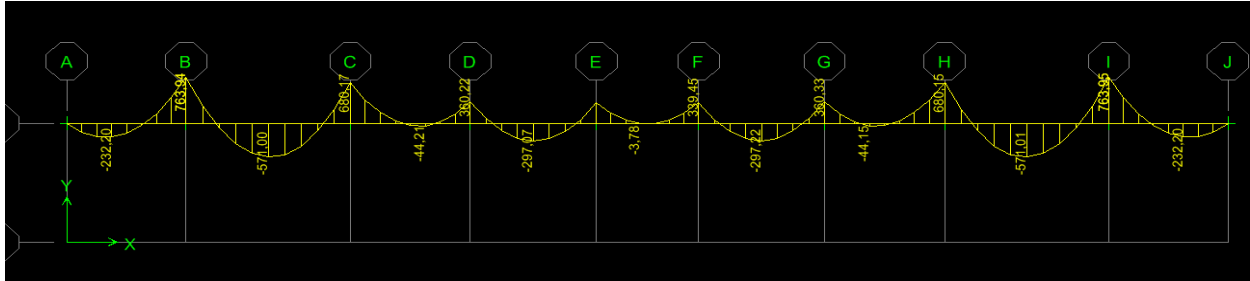 A B C D E F G H I J
763,94 680,17 360,22 339,45 360,33 680,15 763,95
-232,20 -571,00 -44,21 -297,07 -3,78 -297,22 -44,15 -571,01 -232,20
Y
X